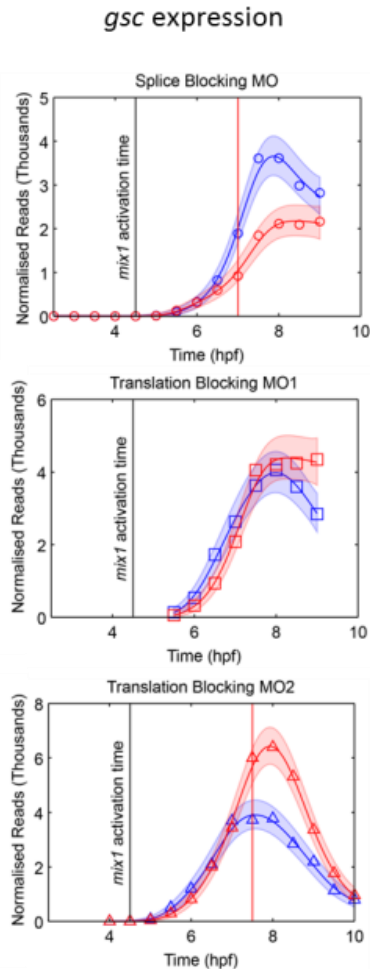 gsc expression
Splice Blocking MO
Normalised Reads (Thousands)
5
4
3
2
1
0
mix1 activation time
4
6
8
10
Time (hpf)
Translation Blocking MO1
Normalised Reads (Thousands)
6
4
2
0
mix1 activation time
4
6
8
10
Time (hpf)
Translation Blocking MO2
Normalised Reads (Thousands)
8
6
4
2
0
mix1 activation time
4
6
8
10
Time (hpf)